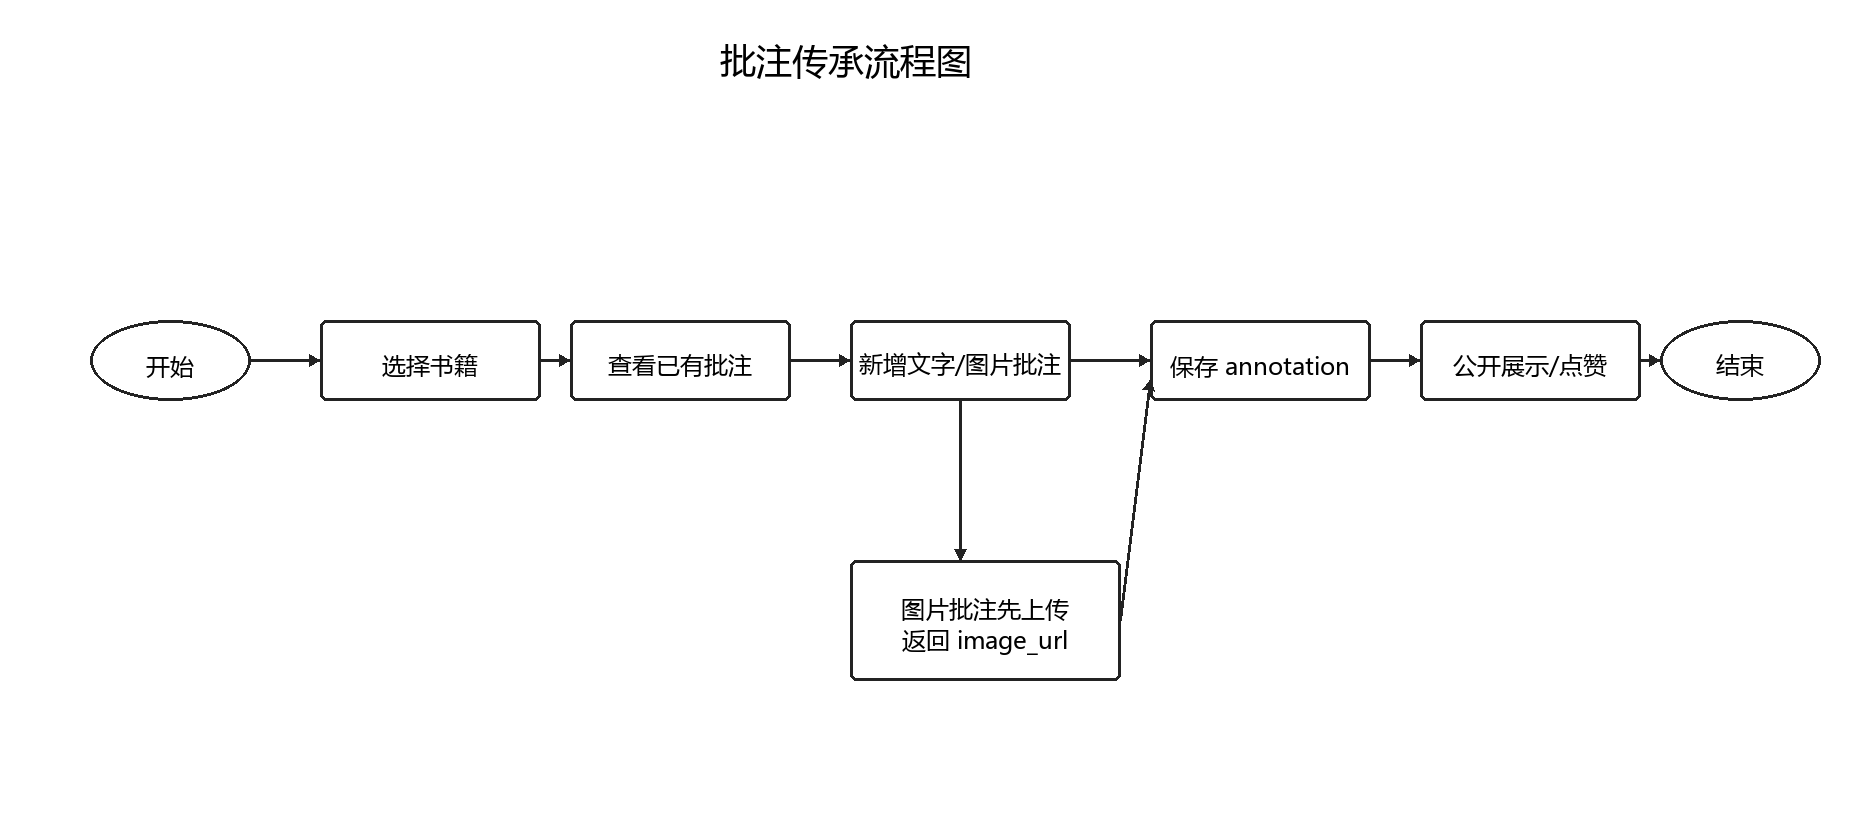 批注传承流程图
开始
选择书籍
查看已有批注
新增文字/图片批注
保存 annotation
公开展示/点赞
结束
图片批注先上传
返回 image_url